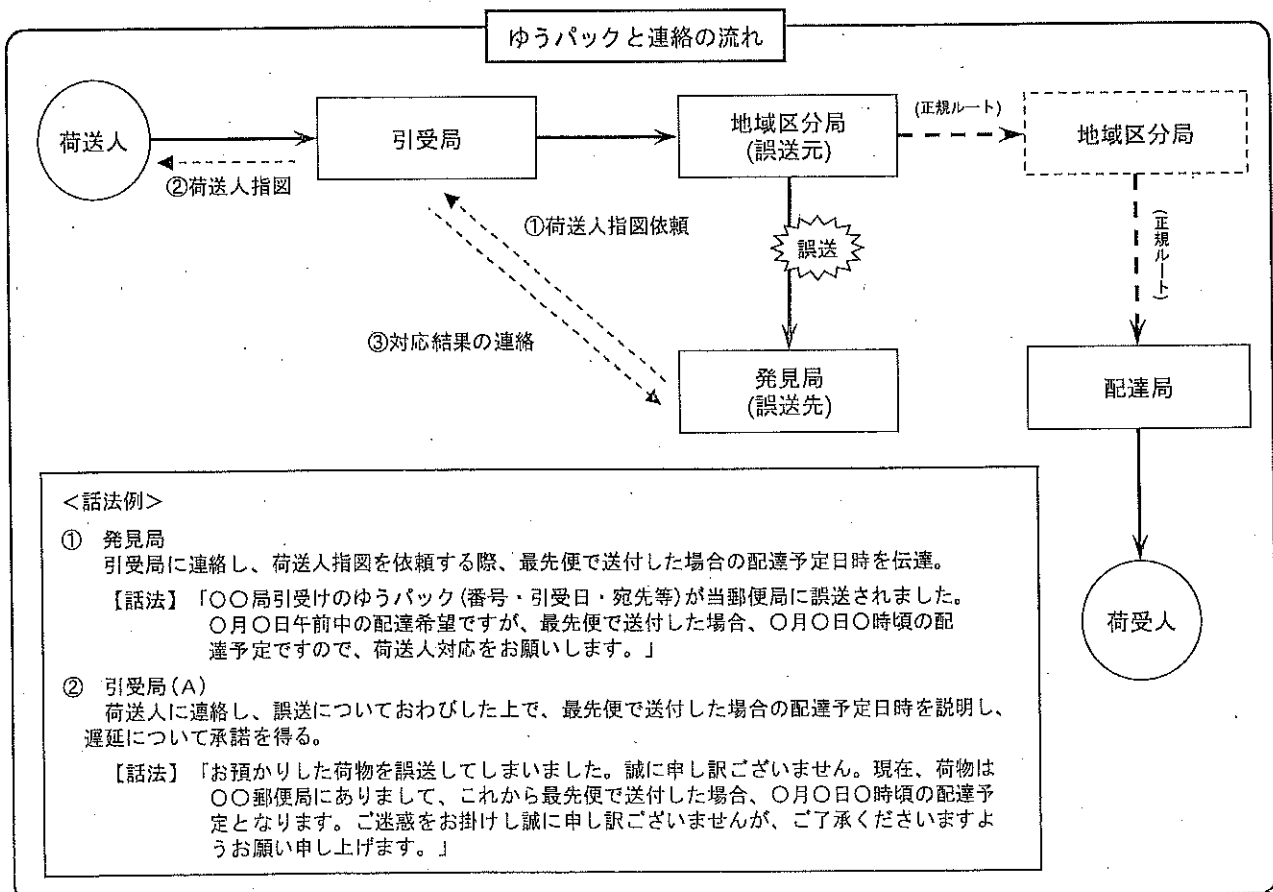 ゆうパックと連絡の流れ
荷送人
引受局
地域区分局
(誤送元)
(正規ルート)
地域区分局
②荷送人指図
①荷送人指図依頼
誤送
(正規ルート)
③対応結果の連絡
発見局
(誤送先)
配達局
荷受人
＜話法例＞
① 発見局
引受局に連絡し、荷送人指図を依頼する際、最先便で送付した場合の配達予定日時を伝達。
【話法】「○○局引受けのゆうパック(番号・引受日・宛先等)が当郵便局に誤送されました。
○月○日午前中の配達希望ですが、最先便で送付した場合、○月○日○時頃の配
達予定ですので、荷送人対応をお願いします。」
② 引受局(A)
荷送人に連絡し、誤送についておわびした上で、最先便で送付した場合の配達予定日時を説明し、
遅延について承諾を得る。
【話法】「お預かりした荷物を誤送してしまいました。誠に申し訳ございません。現在、荷物は
○○郵便局にありまして、これから最先便で送付した場合、○月○日○時頃の配達予
定となります。ご迷惑をお掛けし誠に申し訳ございませんが、ご了承くださいますよ
うお願い申し上げます。」